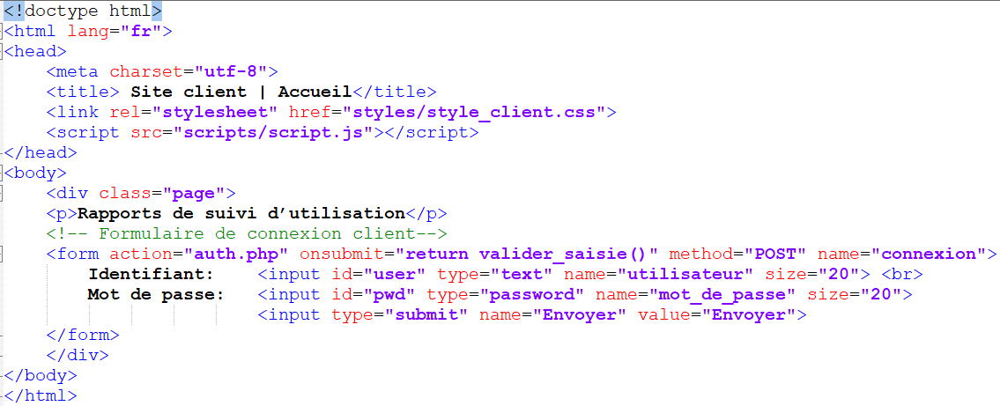 <!doctype html>
<html lang="fr">
<head>
    <meta charset="utf-8">
    <title> Site client | Accueil</title>
    <link rel="stylesheet" href="styles/style_client.css">
    <script src="scripts/script.js"></script>
</head>
<body>
    <div class="page">
    <p>Rapports de suivi d’utilisation</p>
    <!-- Formulaire de connexion client-->
    <form action="auth.php" onsubmit="return valider_saisie()" method="POST" name="connexion">
        Identifiant:    <input id="user" type="text" name="utilisateur" size="20"> <br>
        Mot de passe:   <input id="pwd" type="password" name="mot_de_passe" size="20">
                        <input type="submit" name="Envoyer" value="Envoyer">
    </form>
    </div>
</body>
</html>